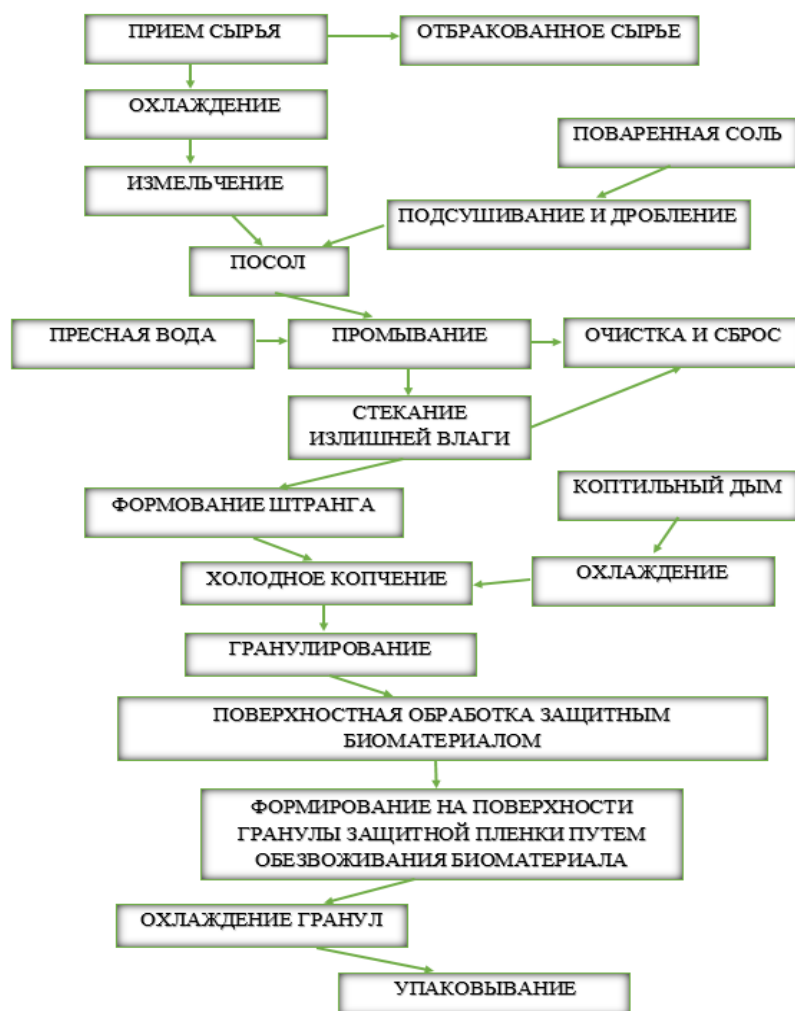 ПРИЕМ СЫРЬЯ
ОТБРАКОВАННОЕ СЫРЬЕ
ОХЛАЖДЕНИЕ
ПОВАРЕННАЯ СОЛЬ
ИЗМЕЛЬЧЕНИЕ
ПОДСУШИВАНИЕ И ДРОБЛЕНИЕ
ПОСОЛ
ПРЕСНАЯ ВОДА
ПРОМЫВАНИЕ
ОЧИСТКА И СБРОС
СТЕКАНИЕ
ИЗЛИШНЕЙ ВЛАГИ
КОПТИЛЬНЫЙ ДЫМ
ФОРМОВАНИЕ ШТРАНГА
ХОЛОДНОЕ КОПЧЕНИЕ
ОХЛАЖДЕНИЕ
ГРАНУЛИРОВАНИЕ
ПОВЕРХНОСТНАЯ ОБРАБОТКА ЗАЩИТНЫМ
БИОМАТЕРИАЛОМ
ФОРМИРОВАНИЕ НА ПОВЕРХНОСТИ
ГРАНУЛЫ ЗАЩИТНОЙ ПЛЕНКИ ПУТЕМ
ОБЕЗВОЖИВАНИЯ БИОМАТЕРИАЛА
ОХЛАЖДЕНИЕ ГРАНУЛ
УПАКОВЫВАНИЕ